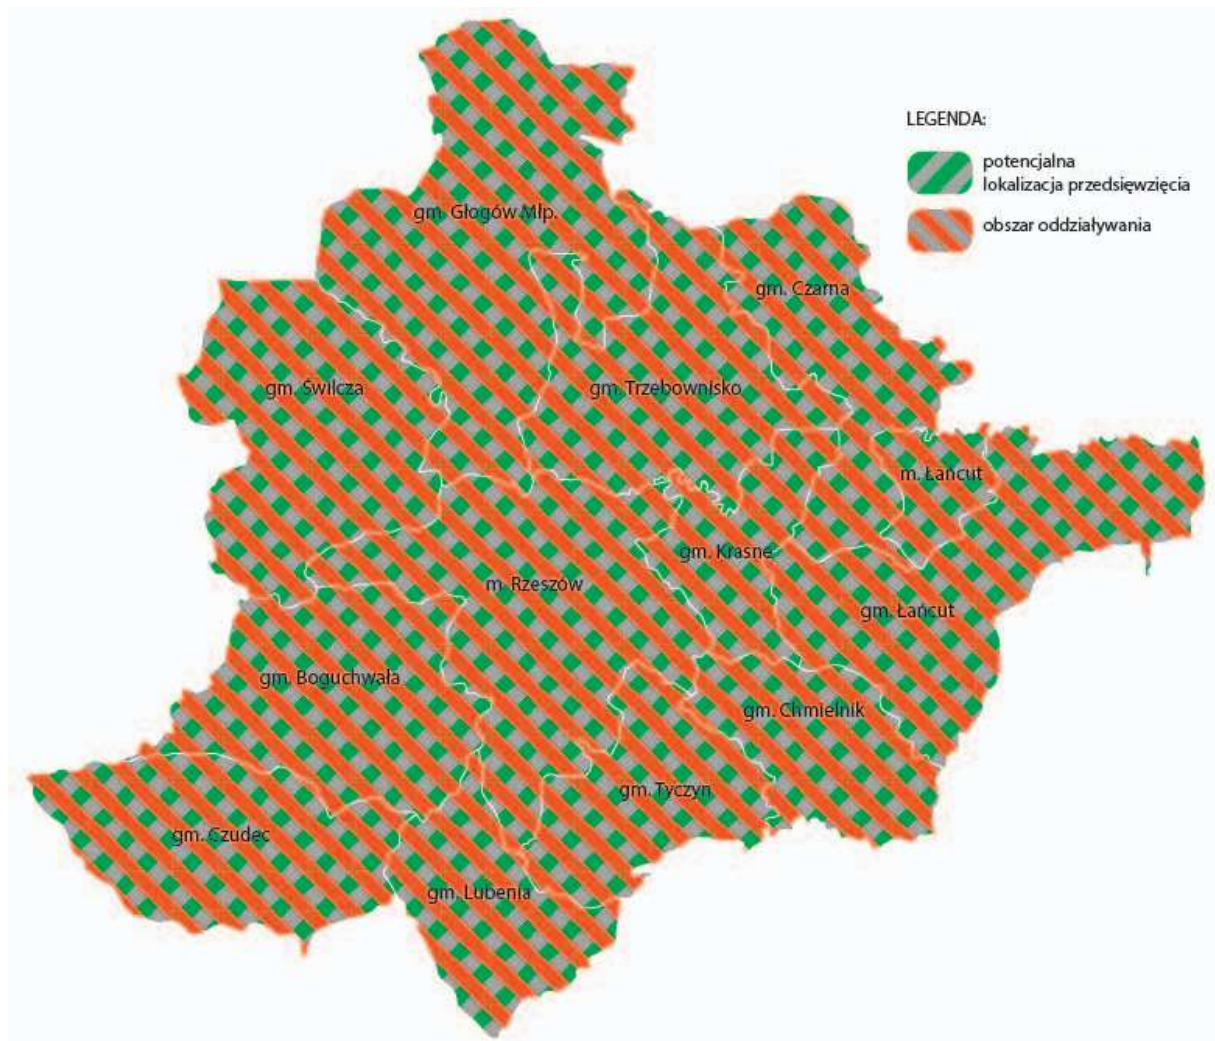 LEGENDA:
potencjalna
lokalizacja przedsięwzięcia
obszar oddziaływania
gm. Głogów Młp.
gm. Czarna
gm. Świlcza
gm. Trzebownisko
m. Łańcut
gm. Krasne
m. Rzeszów
gm. Łańcut
gm. Boguchwała
gm. Chmielnik
gm. Tyczyn
gm. Czudec
gm. Lubenia